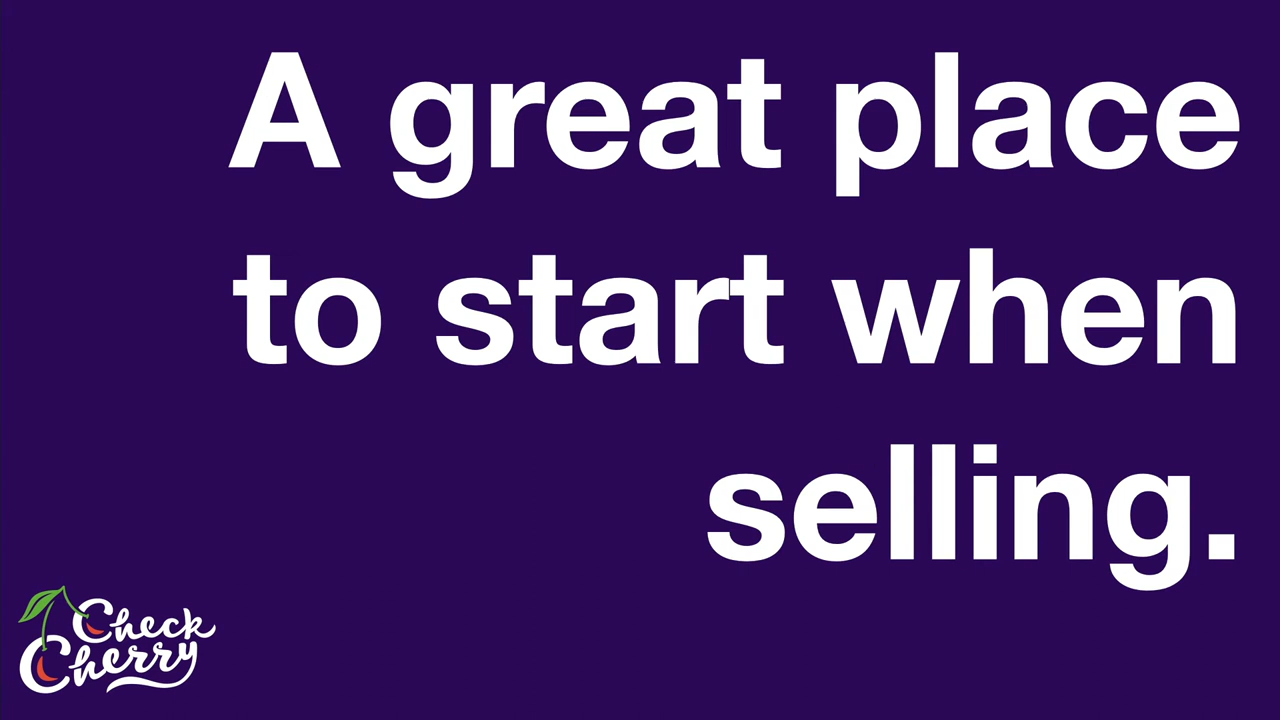 A great place
to start when
selling.
Check
Cherry